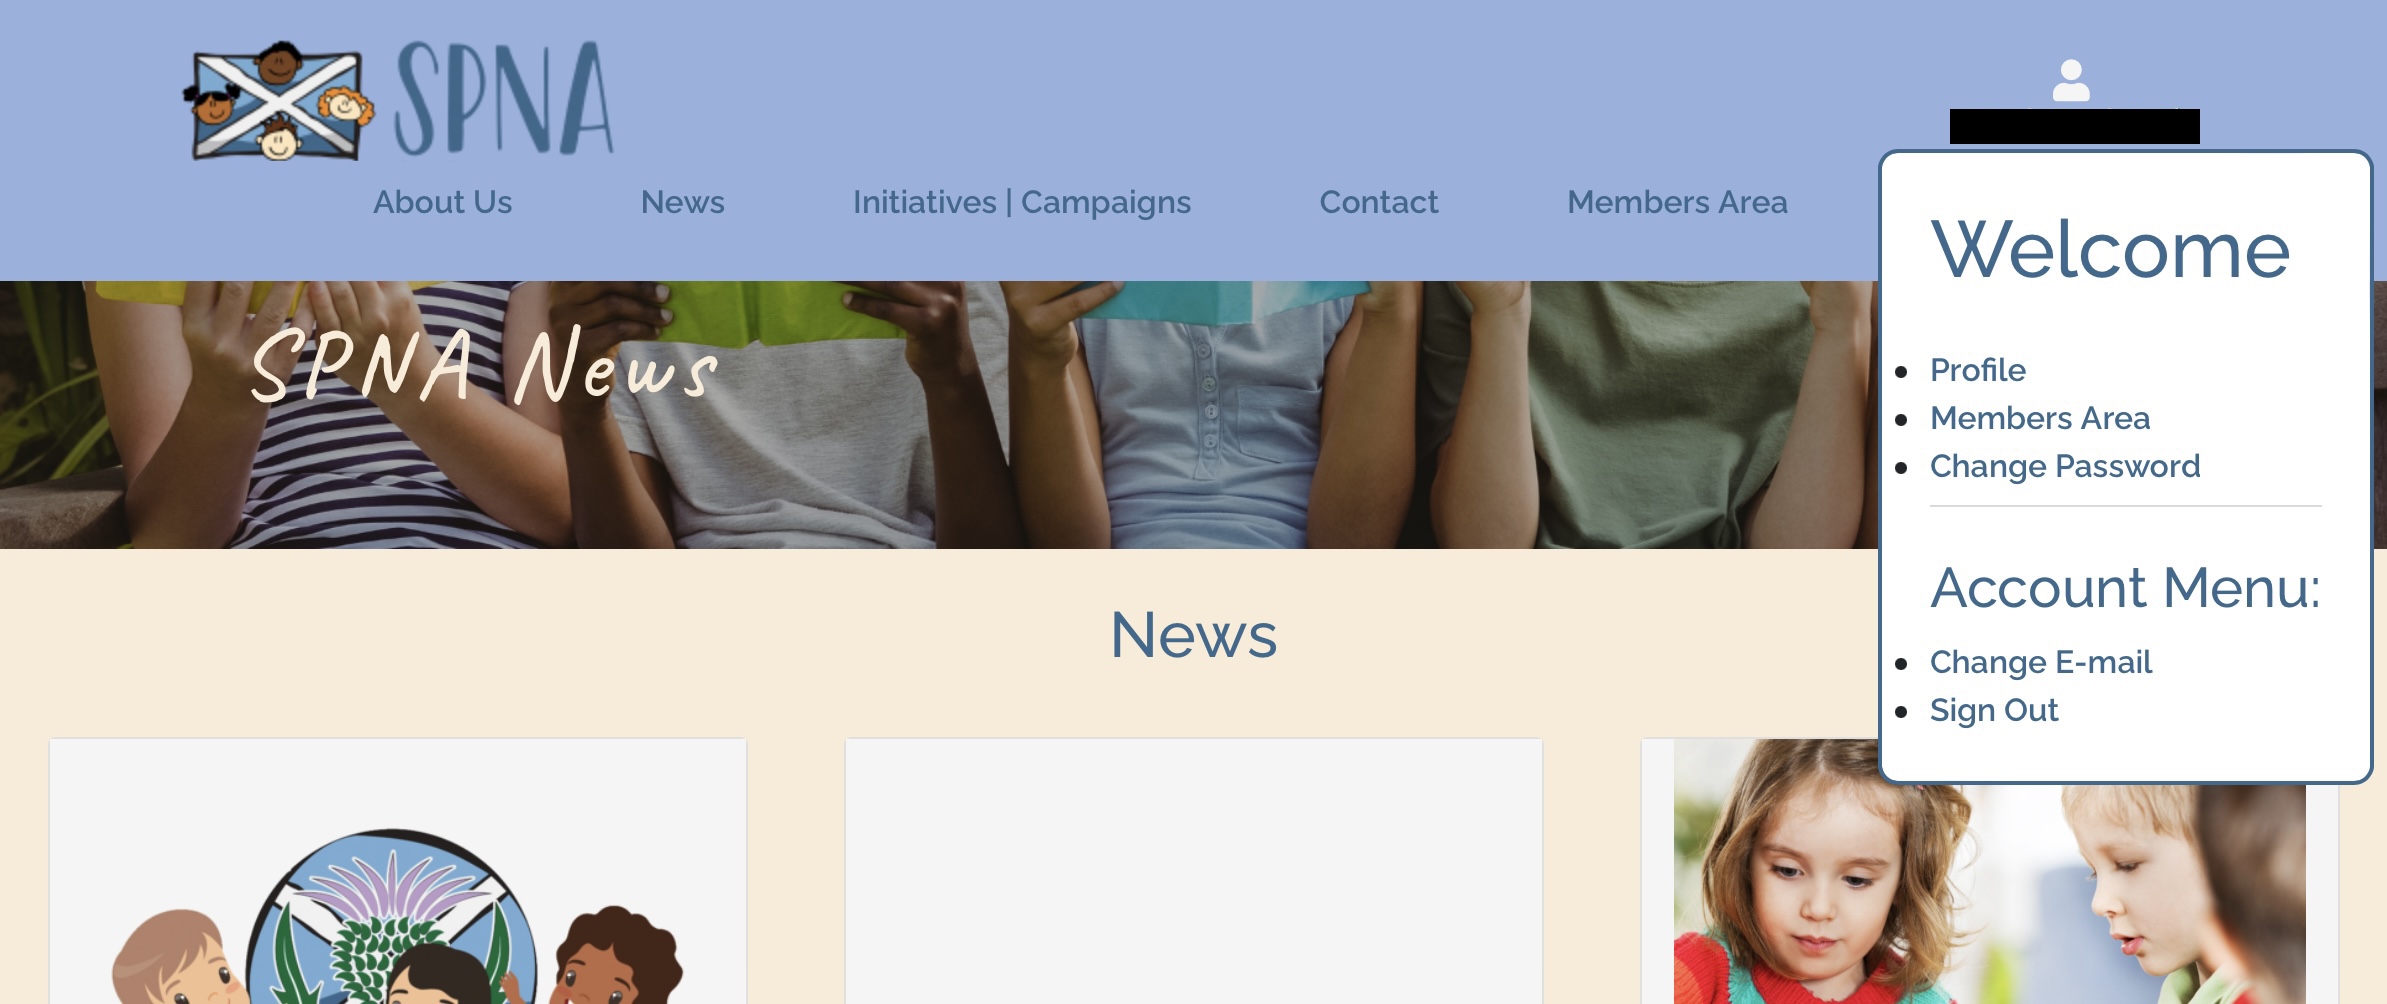 SPNA
About Us
News
Initiatives | Campaigns
Contact
Members Area
SPNA News
Welcome
Profile
Members Area
Change Password
Account Menu:
Change E-mail
Sign Out
News